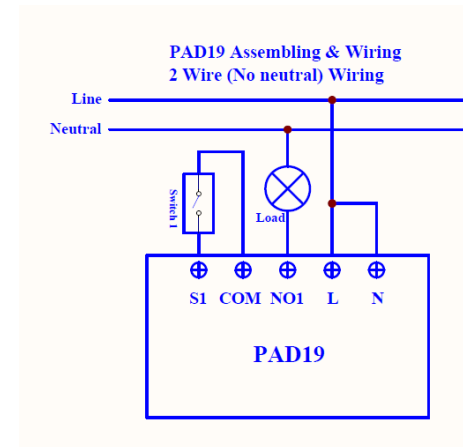 PAD19 Assembling & Wiring
2 Wire (No neutral) Wiring
Line
Neutral
Switch 1
Load
S1 COM NO1 L N
PAD19